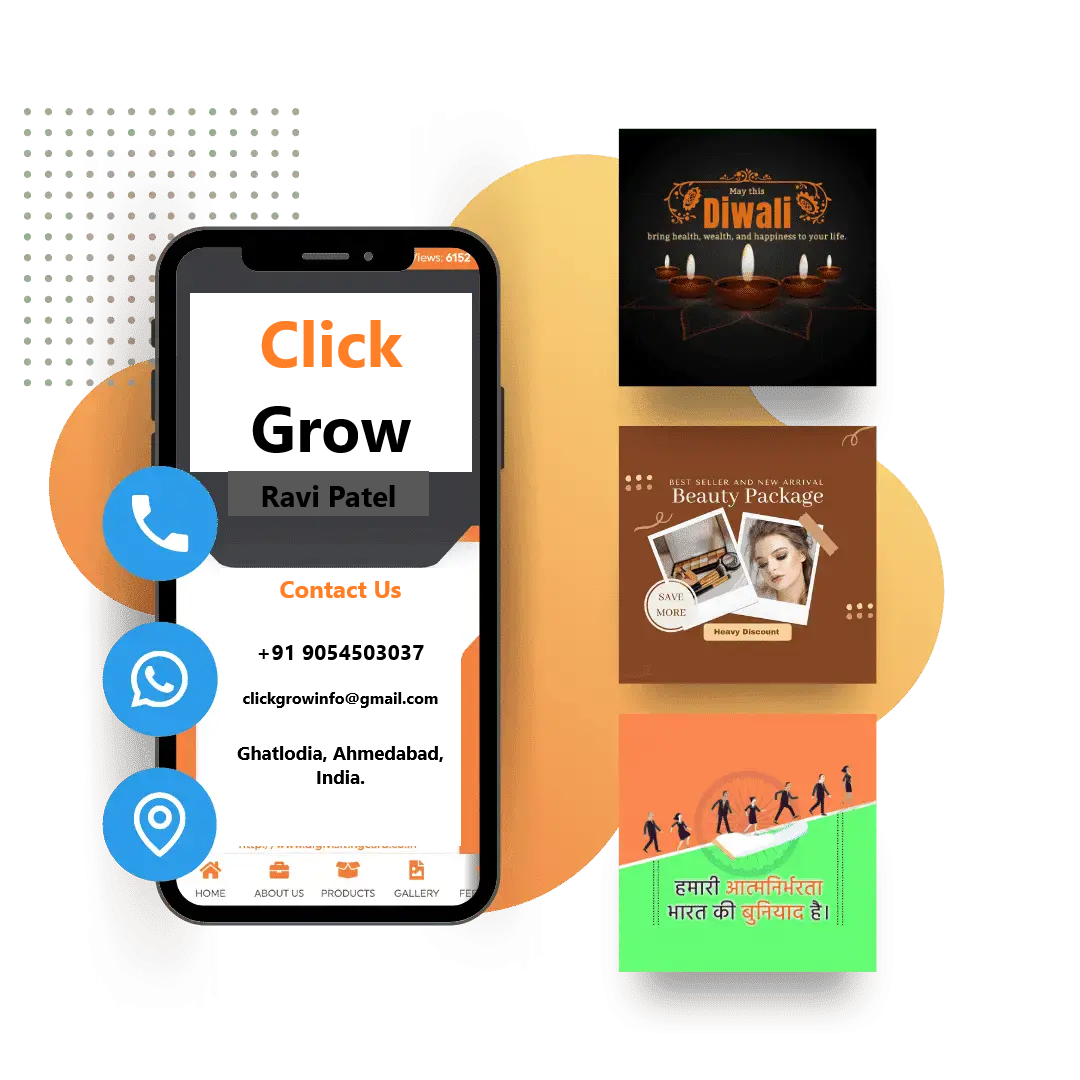 Views: 6152
Click
Grow
Ravi Patel
Contact Us
+91 9054503037
clickgrowinfo@gmail.com
Ghatlodia, Ahmedabad,
India.
HOME
ABOUT US
PRODUCTS
GALLERY
May this
Diwali
bring health, wealth, and happiness to your life.
BEST SELLER AND NEW ARRIVAL
Beauty Package
SAVE
MORE
Heavy Discount
हमारी आत्मनिर्भरता
भारत की बुनियाद है।